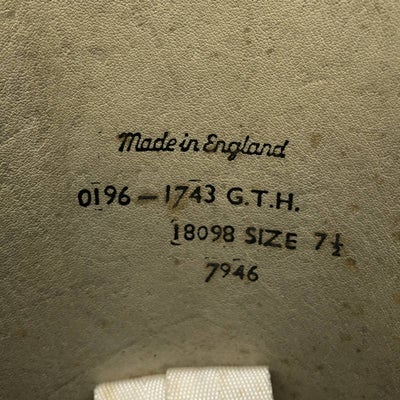 Made in England
0196-1743 G.T.H.
18098 SIZE 7½
7946